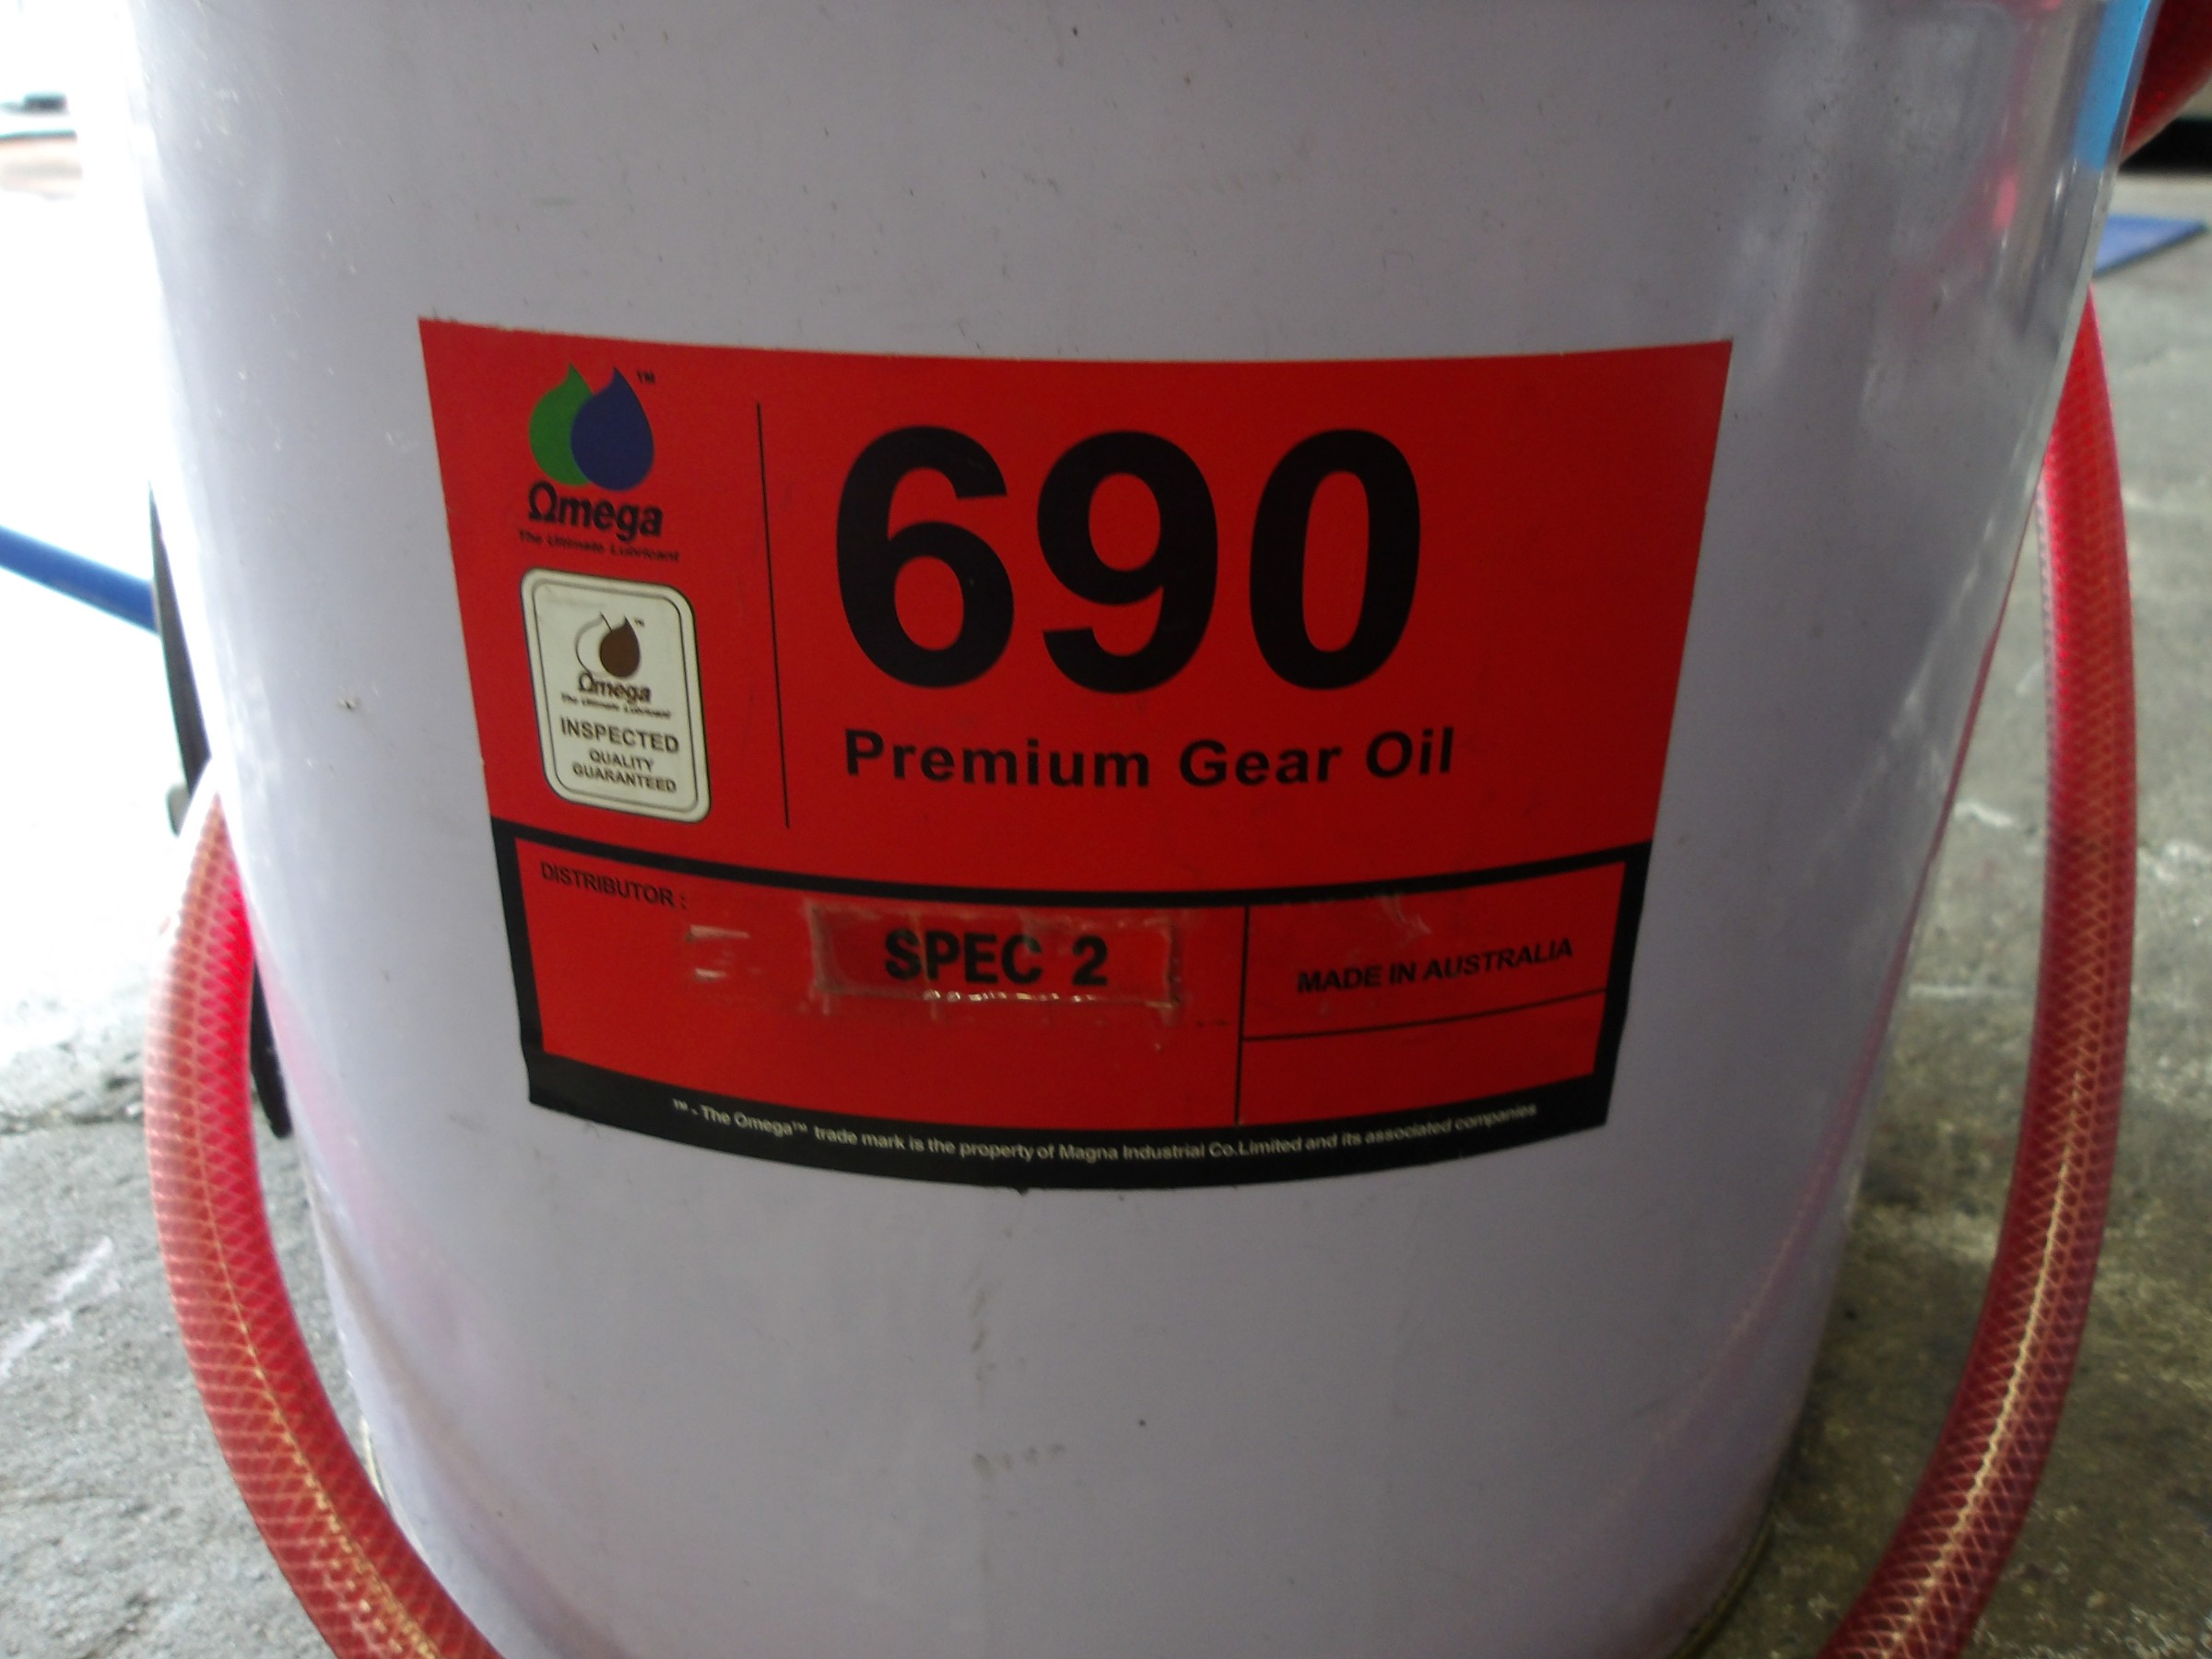 ™
Ωmega
The Ultimate Lubricant
690
Premium Gear Oil
™
Ωmega
The Ultimate Lubricant
INSPECTED
QUALITY
GUARANTEED
DISTRIBUTOR :
SPEC 2
MADE IN AUSTRALIA
™ - The Omega™ trade mark is the property of Magna Industrial Co.Limited and its associated companies